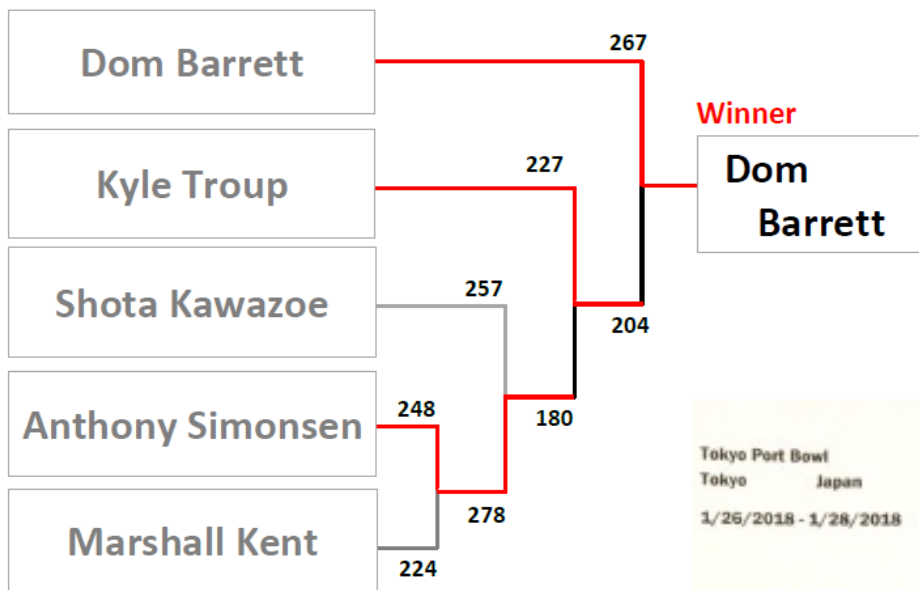 Dom Barrett
267
Winner
Dom
Barrett
Kyle Troup
227
Shota Kawazoe
257
204
Anthony Simonsen
248
180
278
Marshall Kent
224
Tokyo Port Bowl
Tokyo Japan
1/26/2018 - 1/28/2018